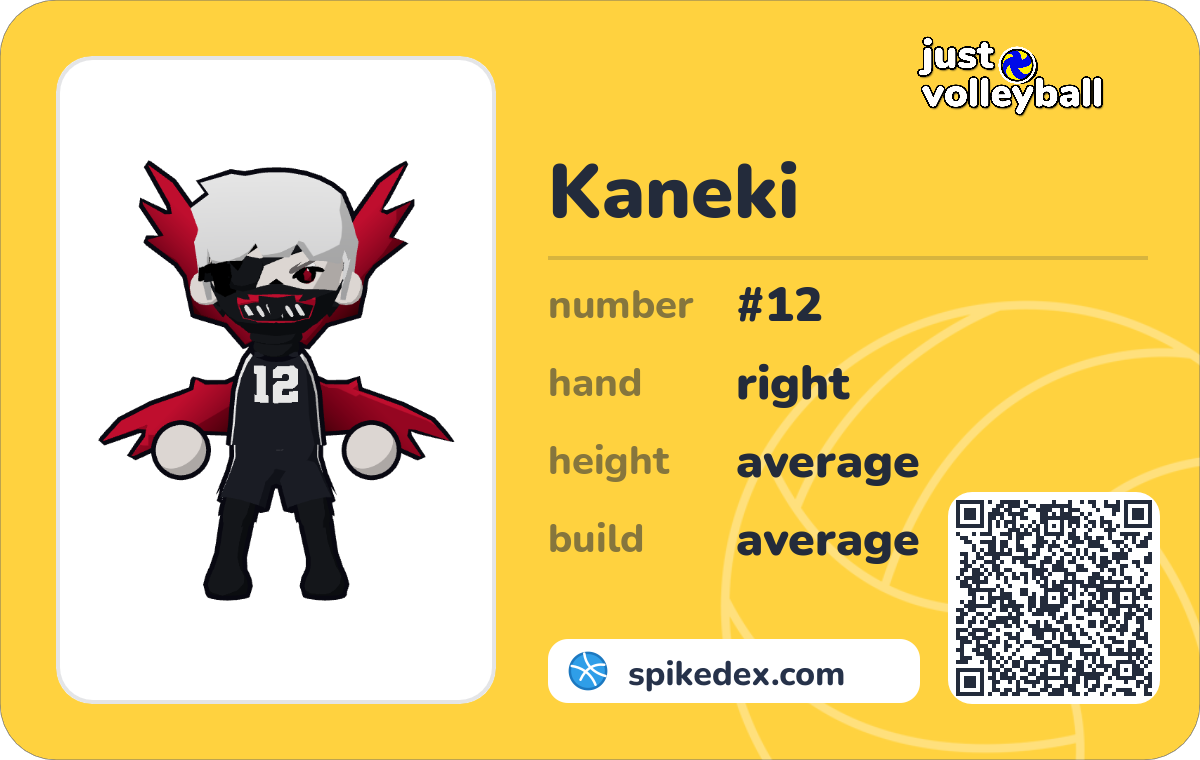 just
volleyball
Kaneki
number #12
hand right
height average
build average
12
spikedex.com